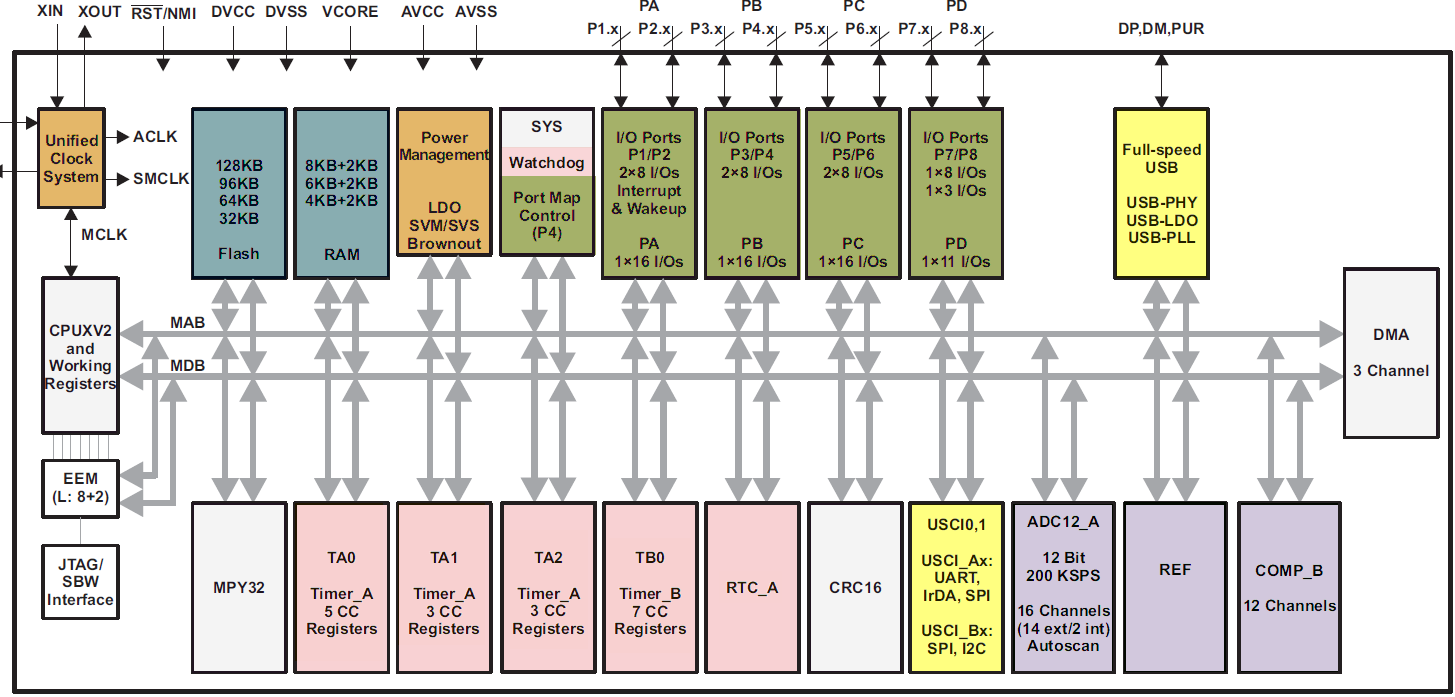 XIN
XOUT
RST/NMI
DVCC
DVSS
VCORE
AVCC
AVSS
PA
P1.x
P2.x
PB
P3.x
P4.x
PC
P5.x
P6.x
PD
P7.x
P8.x
DP,DM,PUR
Unified
Clock
System
ACLK
SMCLK
MCLK
128KB
96KB
64KB
32KB
Flash
8KB+2KB
6KB+2KB
4KB+2KB
RAM
Power
Management
LDO
SVM/SVS
Brownout
SYS
Watchdog
Port Map
Control
(P4)
I/O Ports
P1/P2
2×8 I/Os
Interrupt
& Wakeup
PA
1×16 I/Os
I/O Ports
P3/P4
2×8 I/Os
PB
1×16 I/Os
I/O Ports
P5/P6
2×8 I/Os
PC
1×16 I/Os
I/O Ports
P7/P8
1×8 I/Os
1×3 I/Os
PD
1×11 I/Os
Full-speed
USB
USB-PHY
USB-LDO
USB-PLL
CPUXV2
and
Working
Registers
MAB
MDB
DMA
3 Channel
EEM
(L: 8+2)
JTAG/
SBW
Interface
MPY32
TA0
Timer_A
5 CC
Registers
TA1
Timer_A
3 CC
Registers
TA2
Timer_A
3 CC
Registers
TB0
Timer_B
7 CC
Registers
RTC_A
CRC16
USCI0,1
USCI_Ax:
UART,
IrDA, SPI
USCI_Bx:
SPI, I2C
ADC12_A
12 Bit
200 KSPS
16 Channels
(14 ext/2 int)
Autoscan
REF
COMP_B
12 Channels